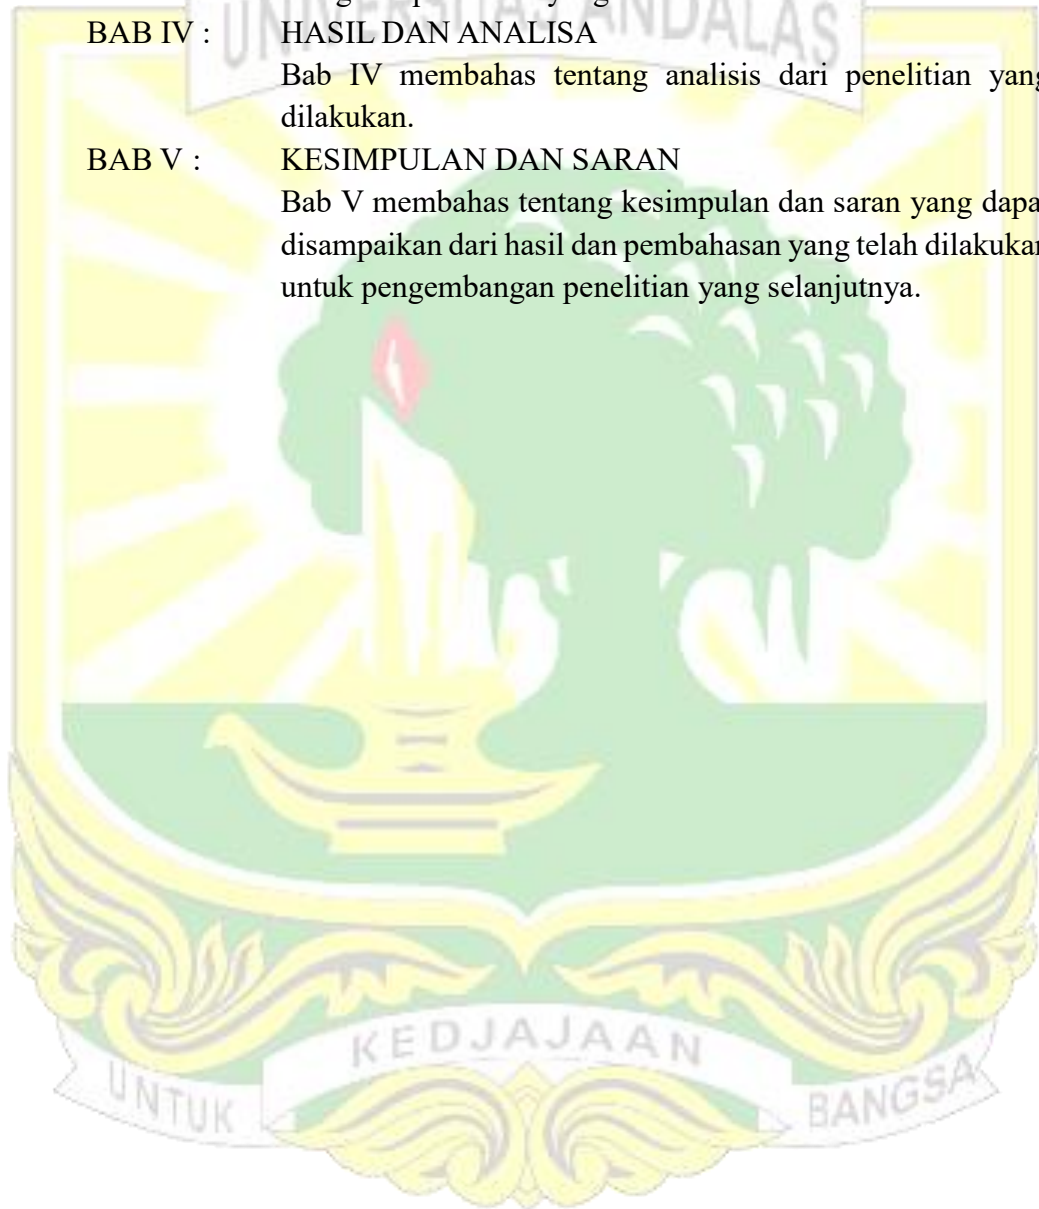 UNIVERSITAS ANDALAS
BAB IV : HASIL DAN ANALISA
Bab IV membahas tentang analisis dari penelitian yang
dilakukan.
BAB V : KESIMPULAN DAN SARAN
Bab V membahas tentang kesimpulan dan saran yang dapa
disampaikan dari hasil dan pembahasan yang telah dilakukan
untuk pengembangan penelitian yang selanjutnya.
UNTUK KEDJAJAAN BANGSA